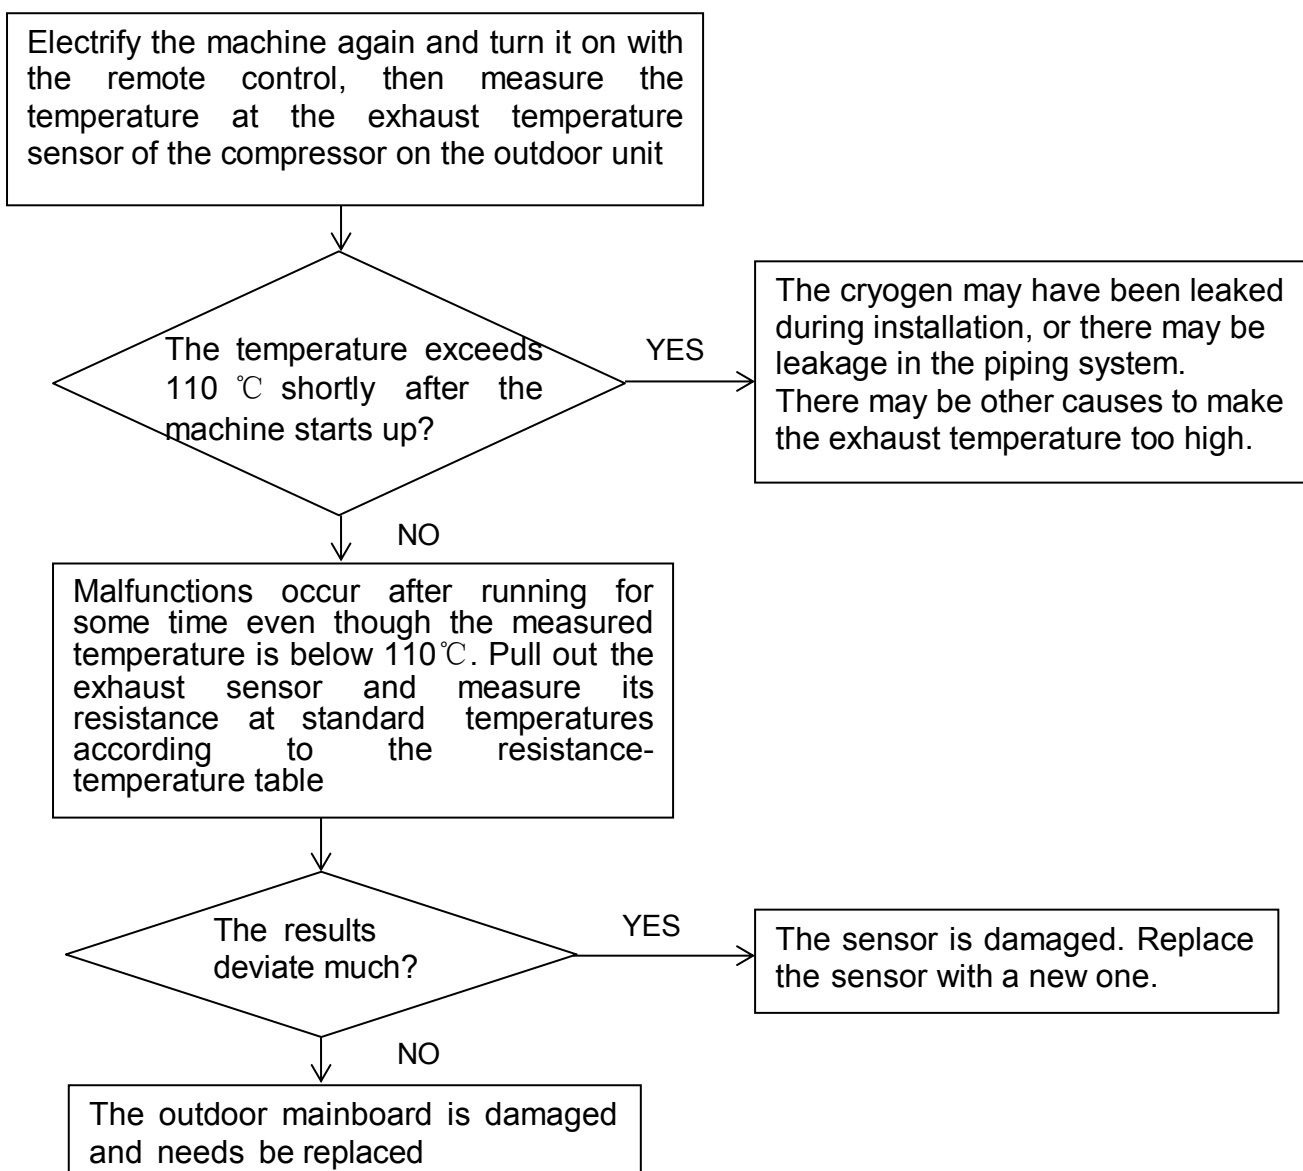 Electrify the machine again and turn it on with
the remote control, then measure the
temperature at the exhaust temperature
sensor of the compressor on the outdoor unit
The temperature exceeds
110 ℃ shortly after the
machine starts up?
YES
The cryogen may have been leaked
during installation, or there may be
leakage in the piping system.
There may be other causes to make
the exhaust temperature too high.
NO
Malfunctions occur after running for
some time even though the measured
temperature is below 110℃. Pull out the
exhaust sensor and measure its
resistance at standard temperatures
according to the resistance-
temperature table
The results
deviate much?
YES
The sensor is damaged. Replace
the sensor with a new one.
NO
The outdoor mainboard is damaged
and needs be replaced